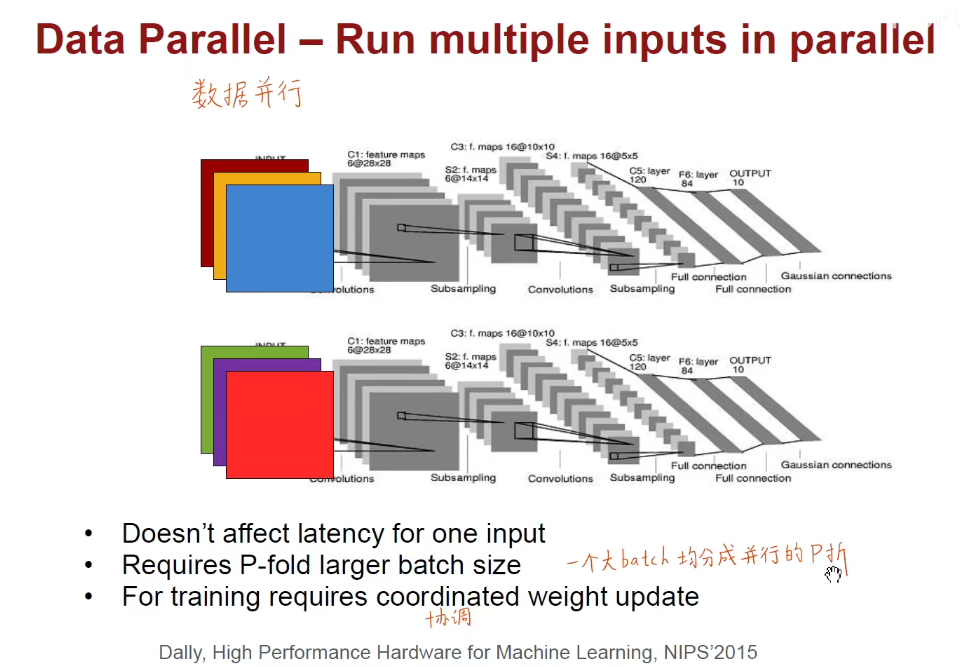 Data Parallel – Run multiple inputs in parallel
数据并行
C1: feature maps
6@28x28
S2: f. maps
6@14x14
C3: f. maps 16@10x10
S4: f. maps 16@5x5
C5: layer
120
F6: layer
84
OUTPUT
10
Convolutions
Subsampling
Convolutions
Subsampling
Full connection
Full connection
Gaussian connections
C1: feature maps
6@28x28
S2: f. maps
6@14x14
C3: f. maps 16@10x10
S4: f. maps 16@5x5
C5: layer
120
F6: layer
84
OUTPUT
10
Convolutions
Subsampling
Convolutions
Subsampling
Full connection
Full connection
Gaussian connections
• Doesn't affect latency for one input
• Requires P-fold larger batch size
一个大batch均分成并行的P折
• For training requires coordinated weight update
协调
Dally, High Performance Hardware for Machine Learning, NIPS'2015